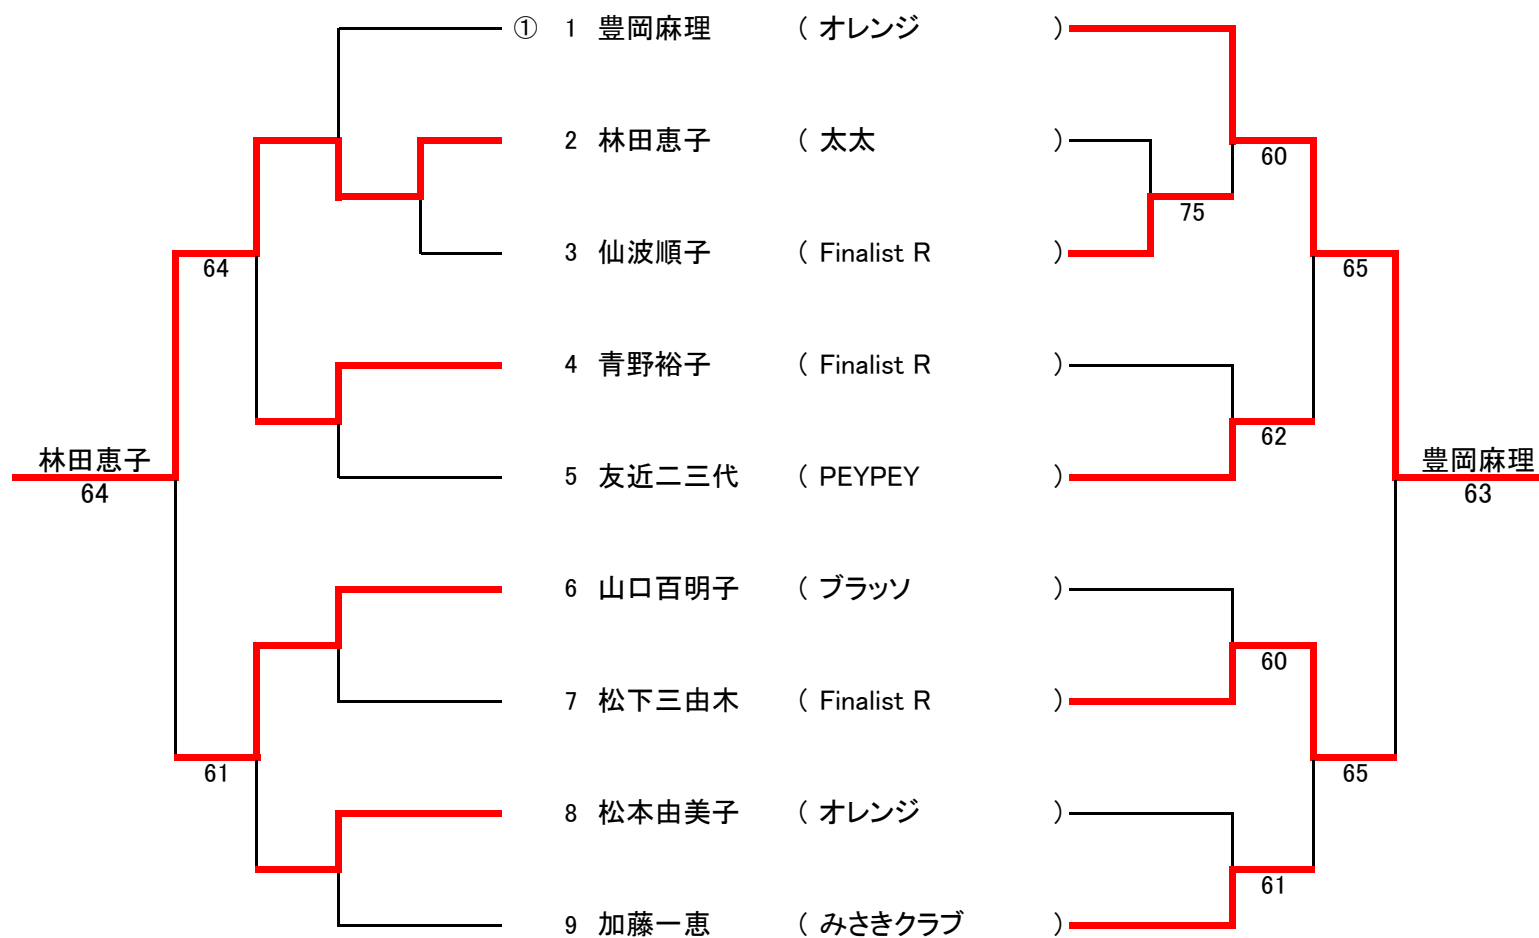 ① 1 豊岡麻理 ( オレンジ )
2 林田恵子 ( 太太 )
60
75
3 仙波順子 ( Finalist R )
64
65
4 青野裕子 ( Finalist R )
62
林田恵子
豊岡麻理
5 友近二三代 ( PEYPEY )
64
63
6 山口百明子 ( ブラッソ )
60
7 松下三由木 ( Finalist R )
61
65
8 松本由美子 ( オレンジ )
61
9 加藤一恵 ( みさきクラブ )